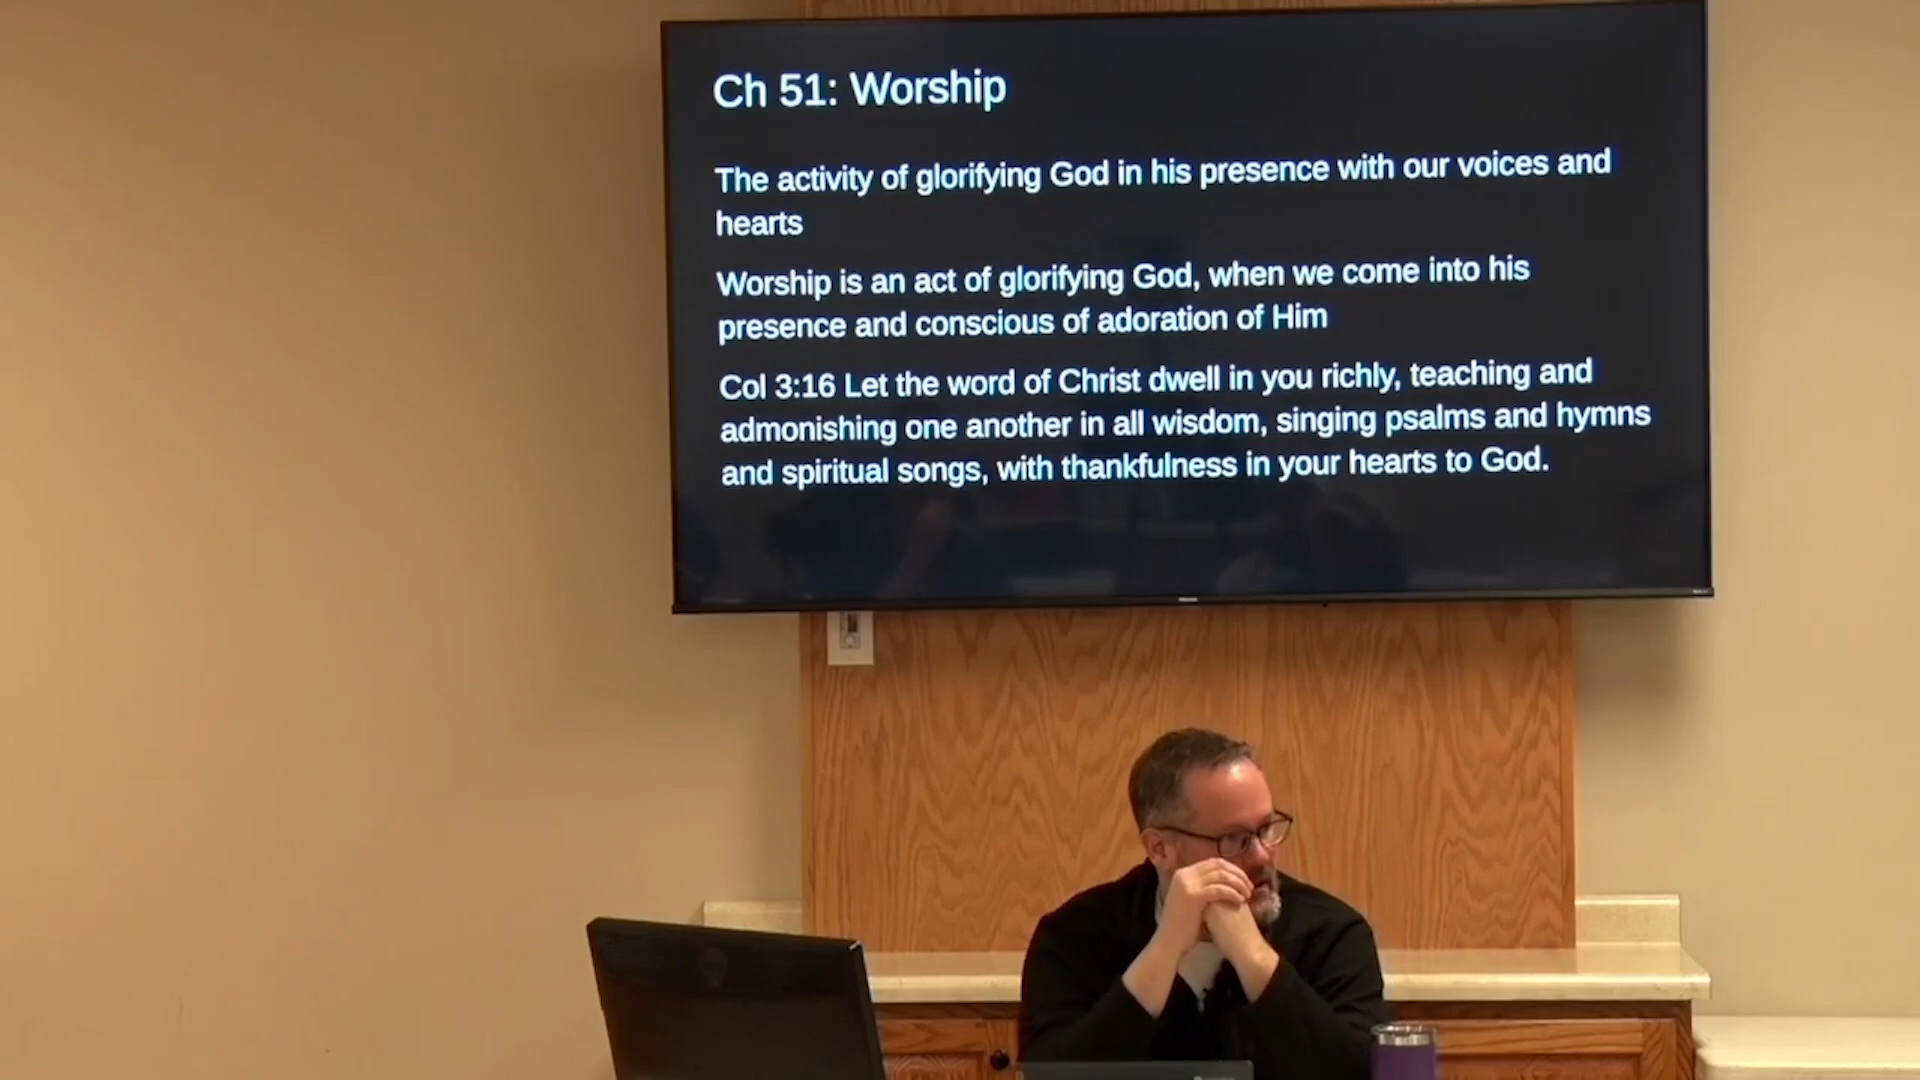 Ch 51: Worship
The activity of glorifying God in his presence with our voices and
hearts
Worship is an act of glorifying God, when we come into his
presence and conscious of adoration of Him
Col 3:16 Let the word of Christ dwell in you richly, teaching and
admonishing one another in all wisdom, singing psalms and hymns
and spiritual songs, with thankfulness in your hearts to God.